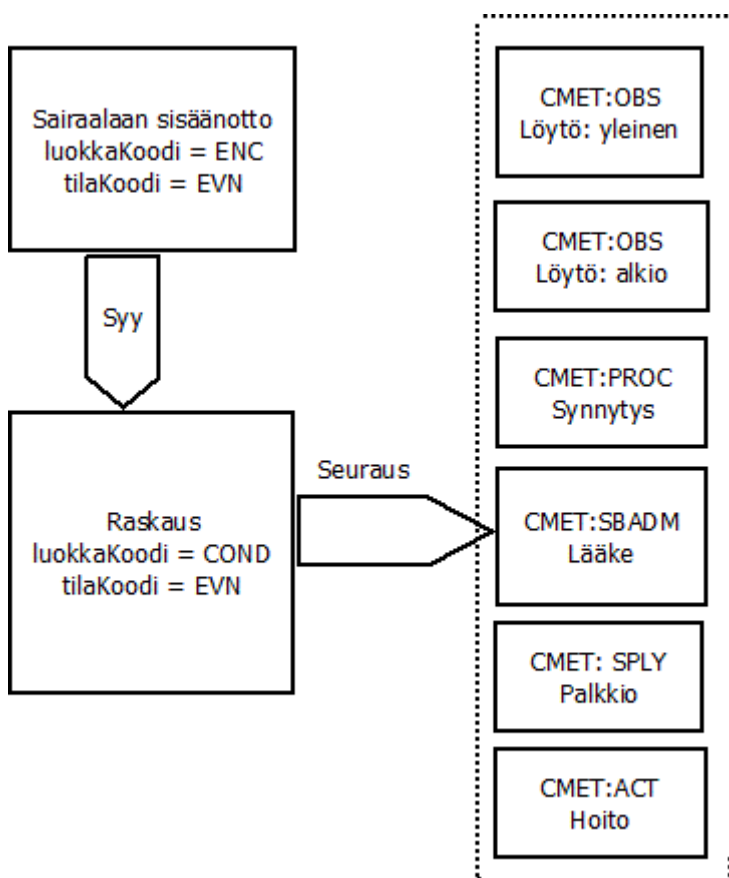 Sairaalaan sisäänotto
luokkaKoodi = ENC
tilaKoodi = EVN
Syy
Raskaus
luokkaKoodi = COND
tilaKoodi = EVN
Seuraus
CMET:OBS
Löytö: yleinen
CMET:OBS
Löytö: alkio
CMET:PROC
Synnytys
CMET:SBADM
Lääke
CMET: SPLY
Palkkio
CMET:ACT
Hoito